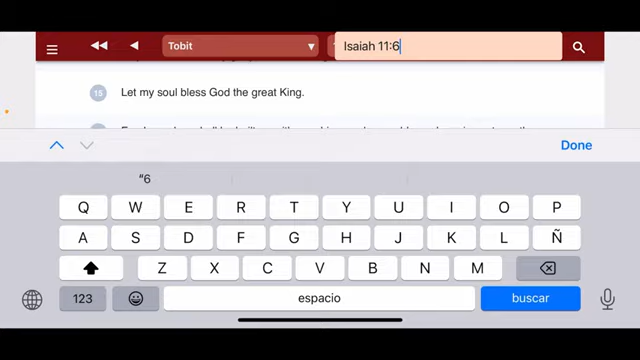 Tobit
Isaiah 11:6
15 Let my soul bless God the great King.
Done
"6
Q W E R T Y U I O P
A S D F G H J K L Ñ
Z X C V B N M
123 espacio buscar